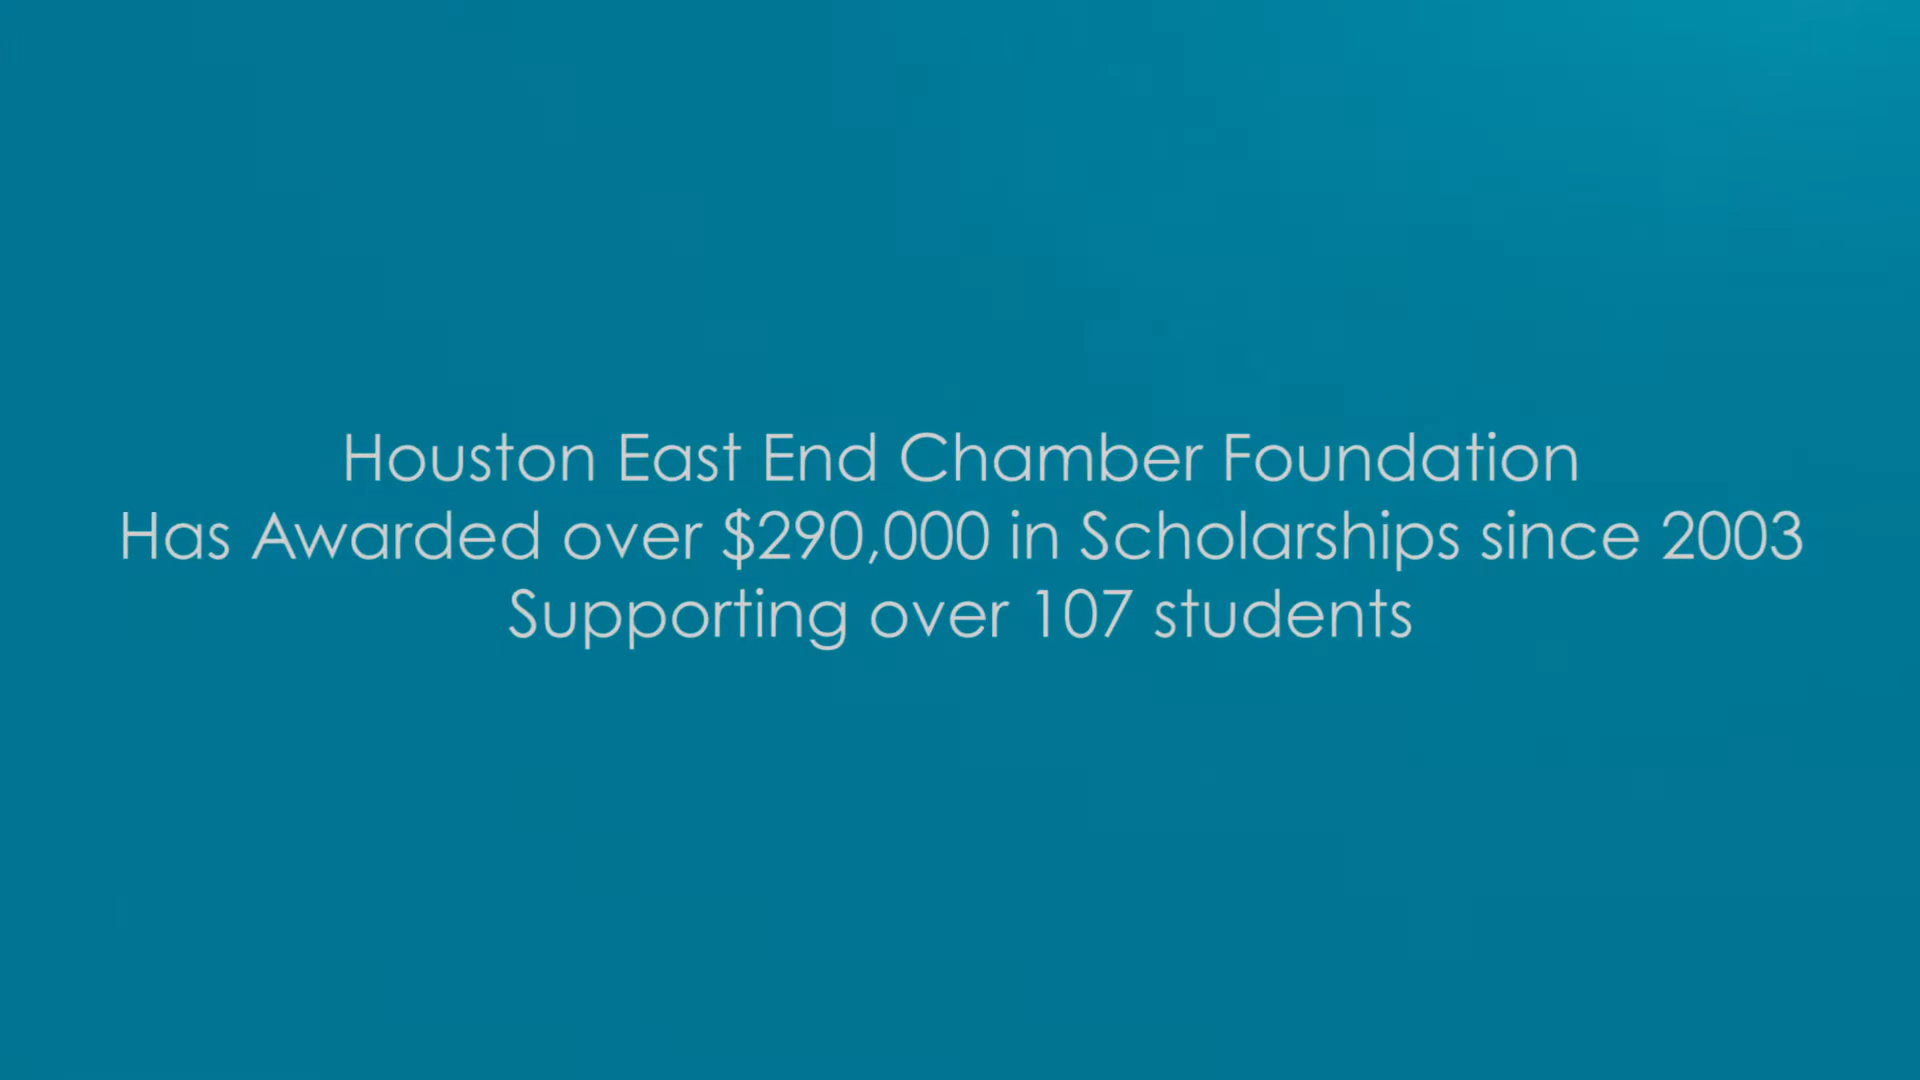 Houston East End Chamber Foundation
Has Awarded over $290,000 in Scholarships since 2003
Supporting over 107 students